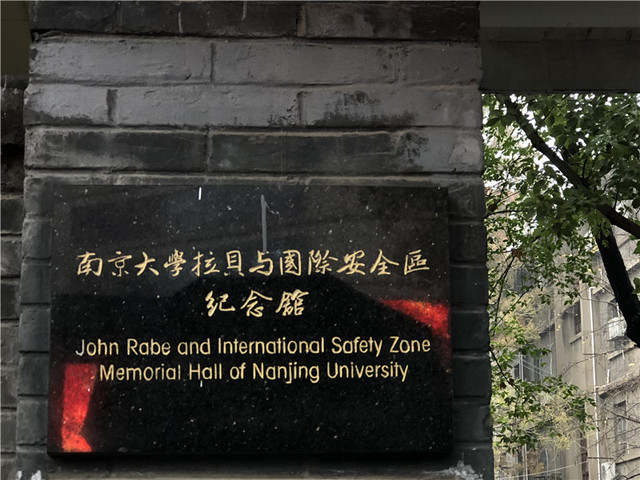 南京大學拉貝与國際安全區
紀念館
John Rabe and International Safety Zone
Memorial Hall of Nanjing University